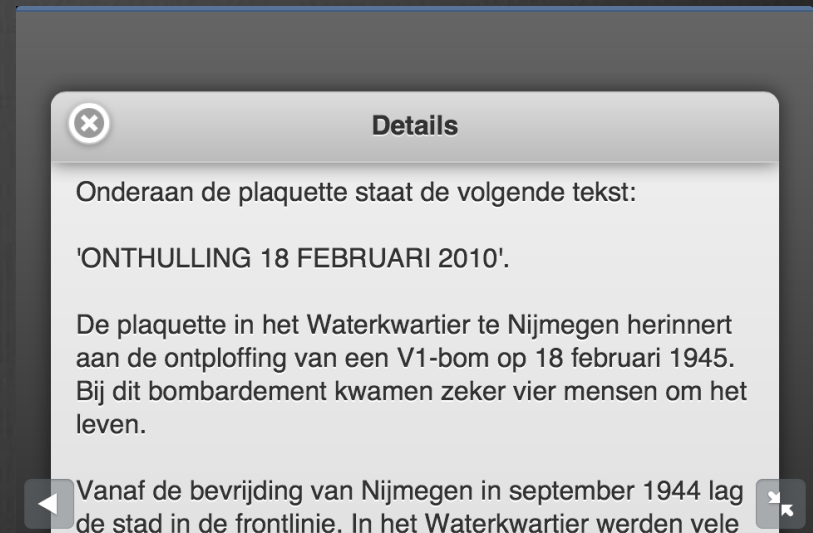 Details
Onderaan de plaquette staat de volgende tekst:
'ONTHULLING 18 FEBRUARI 2010'.
De plaquette in het Waterkwartier te Nijmegen herinnert
aan de ontploffing van een V1-bom op 18 februari 1945.
Bij dit bombardement kwamen zeker vier mensen om het
leven.
Vanaf de bevrijding van Nijmegen in september 1944 lag
de stad in de frontlinie. In het Waterkwartier werden vele